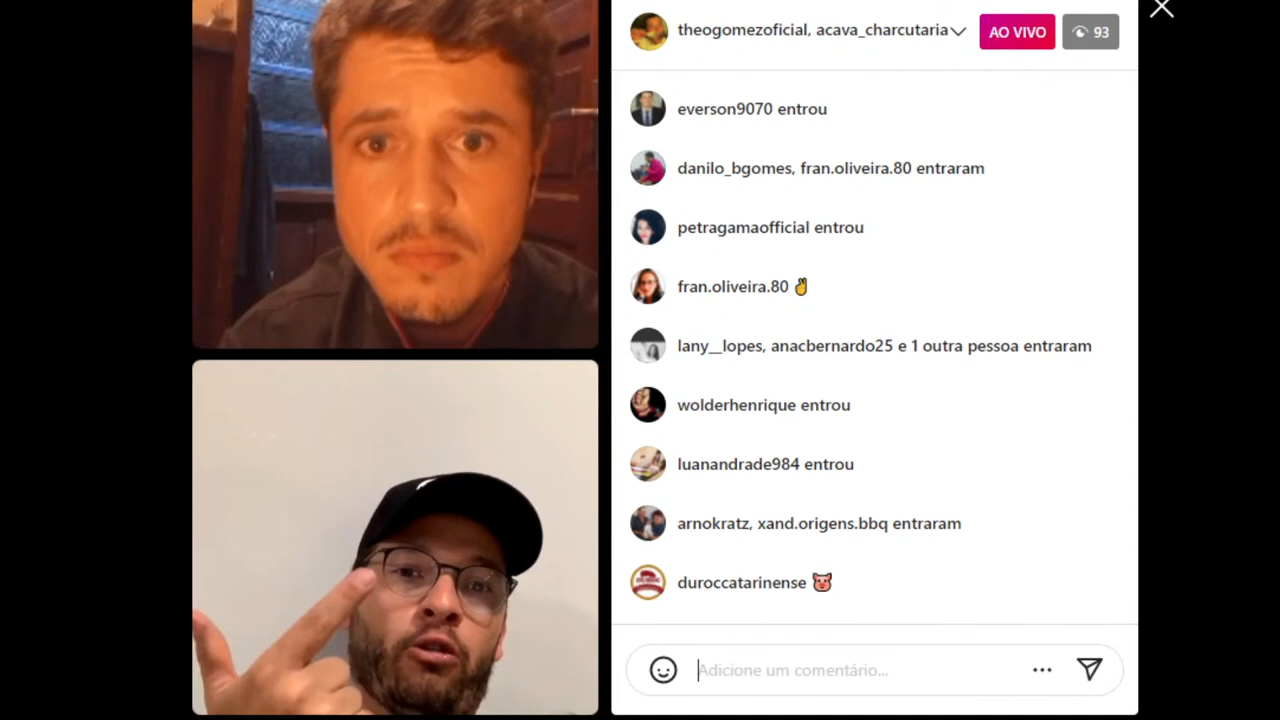 theogomezoficial, acava_charcutaria
AO VIVO
93
everson9070 entrou
danilo_bgomes, fran.oliveira.80 entraram
petragamaofficial entrou
fran.oliveira.80 ✌
lany__lopes, anacbernardo25 e 1 outra pessoa entraram
wolderhenrique entrou
luanandrade984 entrou
arnokratz, xand.origens.bbq entraram
duroccatarinense 🐷
Adicione um comentário...